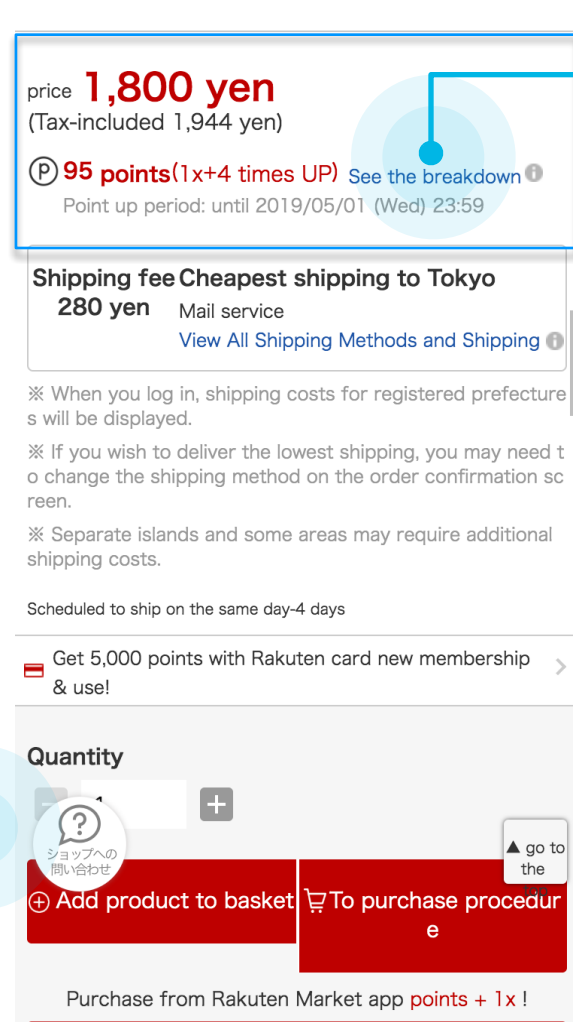 price 1,800 yen
(Tax-included 1,944 yen)
P 95 points(1x+4 times UP) See the breakdown
Point up period: until 2019/05/01 (Wed) 23:59
Shipping fee Cheapest shipping to Tokyo
280 yen Mail service
View All Shipping Methods and Shipping
※ When you log in, shipping costs for registered prefecture
s will be displayed.
※ If you wish to deliver the lowest shipping, you may need t
o change the shipping method on the order confirmation sc
reen.
※ Separate islands and some areas may require additional
shipping costs.
Scheduled to ship on the same day-4 days
Get 5,000 points with Rakuten card new membership
& use!
Quantity
ショップへの
問い合わせ
▲ go to
the
Add product to basket
To purchase procedur
e
Purchase from Rakuten Market app points + 1x !